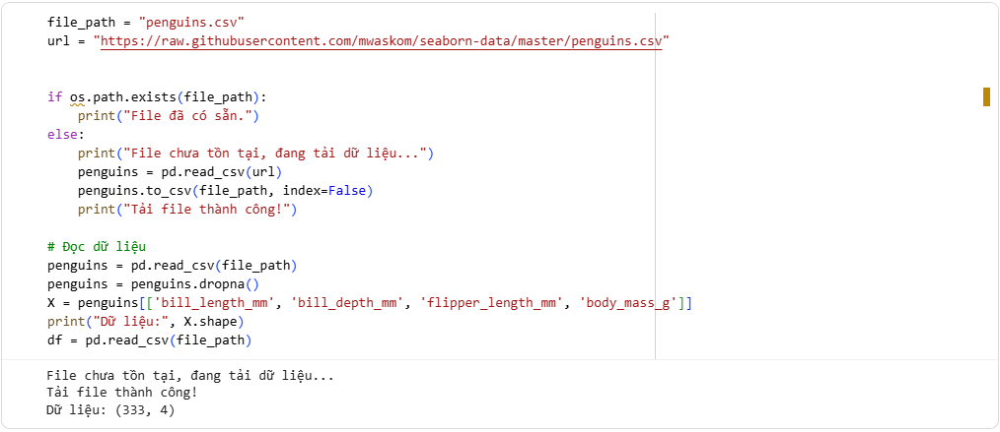 file_path = "penguins.csv"
url = "https://raw.githubusercontent.com/mwaskom/seaborn-data/master/penguins.csv"
if os.path.exists(file_path):
    print("File đã có sẵn.")
else:
    print("File chưa tồn tại, đang tải dữ liệu...")
    penguins = pd.read_csv(url)
    penguins.to_csv(file_path, index=False)
    print("Tải file thành công!")
# Đọc dữ liệu
penguins = pd.read_csv(file_path)
penguins = penguins.dropna()
X = penguins[['bill_length_mm', 'bill_depth_mm', 'flipper_length_mm', 'body_mass_g']]
print("Dữ liệu:", X.shape)
df = pd.read_csv(file_path)
File chưa tồn tại, đang tải dữ liệu...
Tải file thành công!
Dữ liệu: (333, 4)